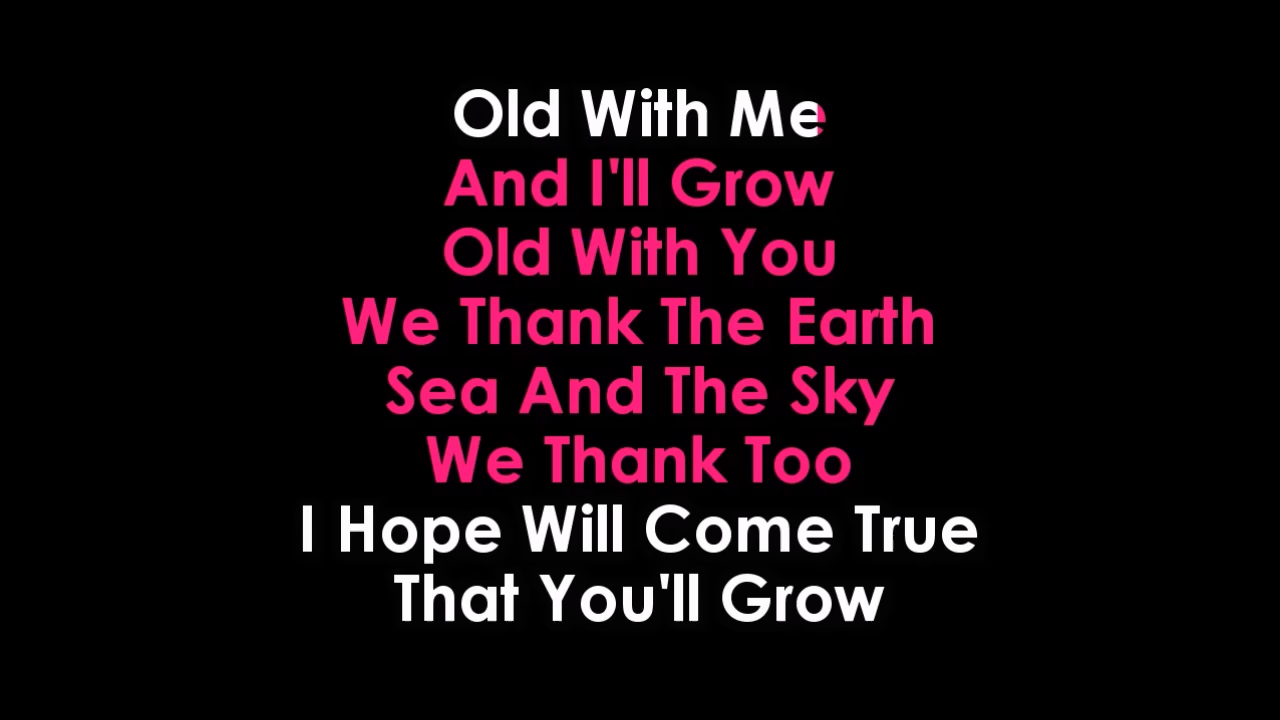 Old With Me
And I'll Grow
Old With You
We Thank The Earth
Sea And The Sky
We Thank Too
I Hope Will Come True
That You'll Grow